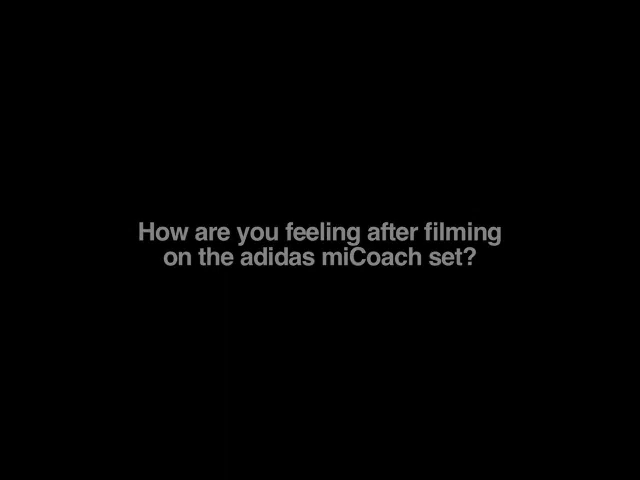 How are you feeling after filming
on the adidas miCoach set?